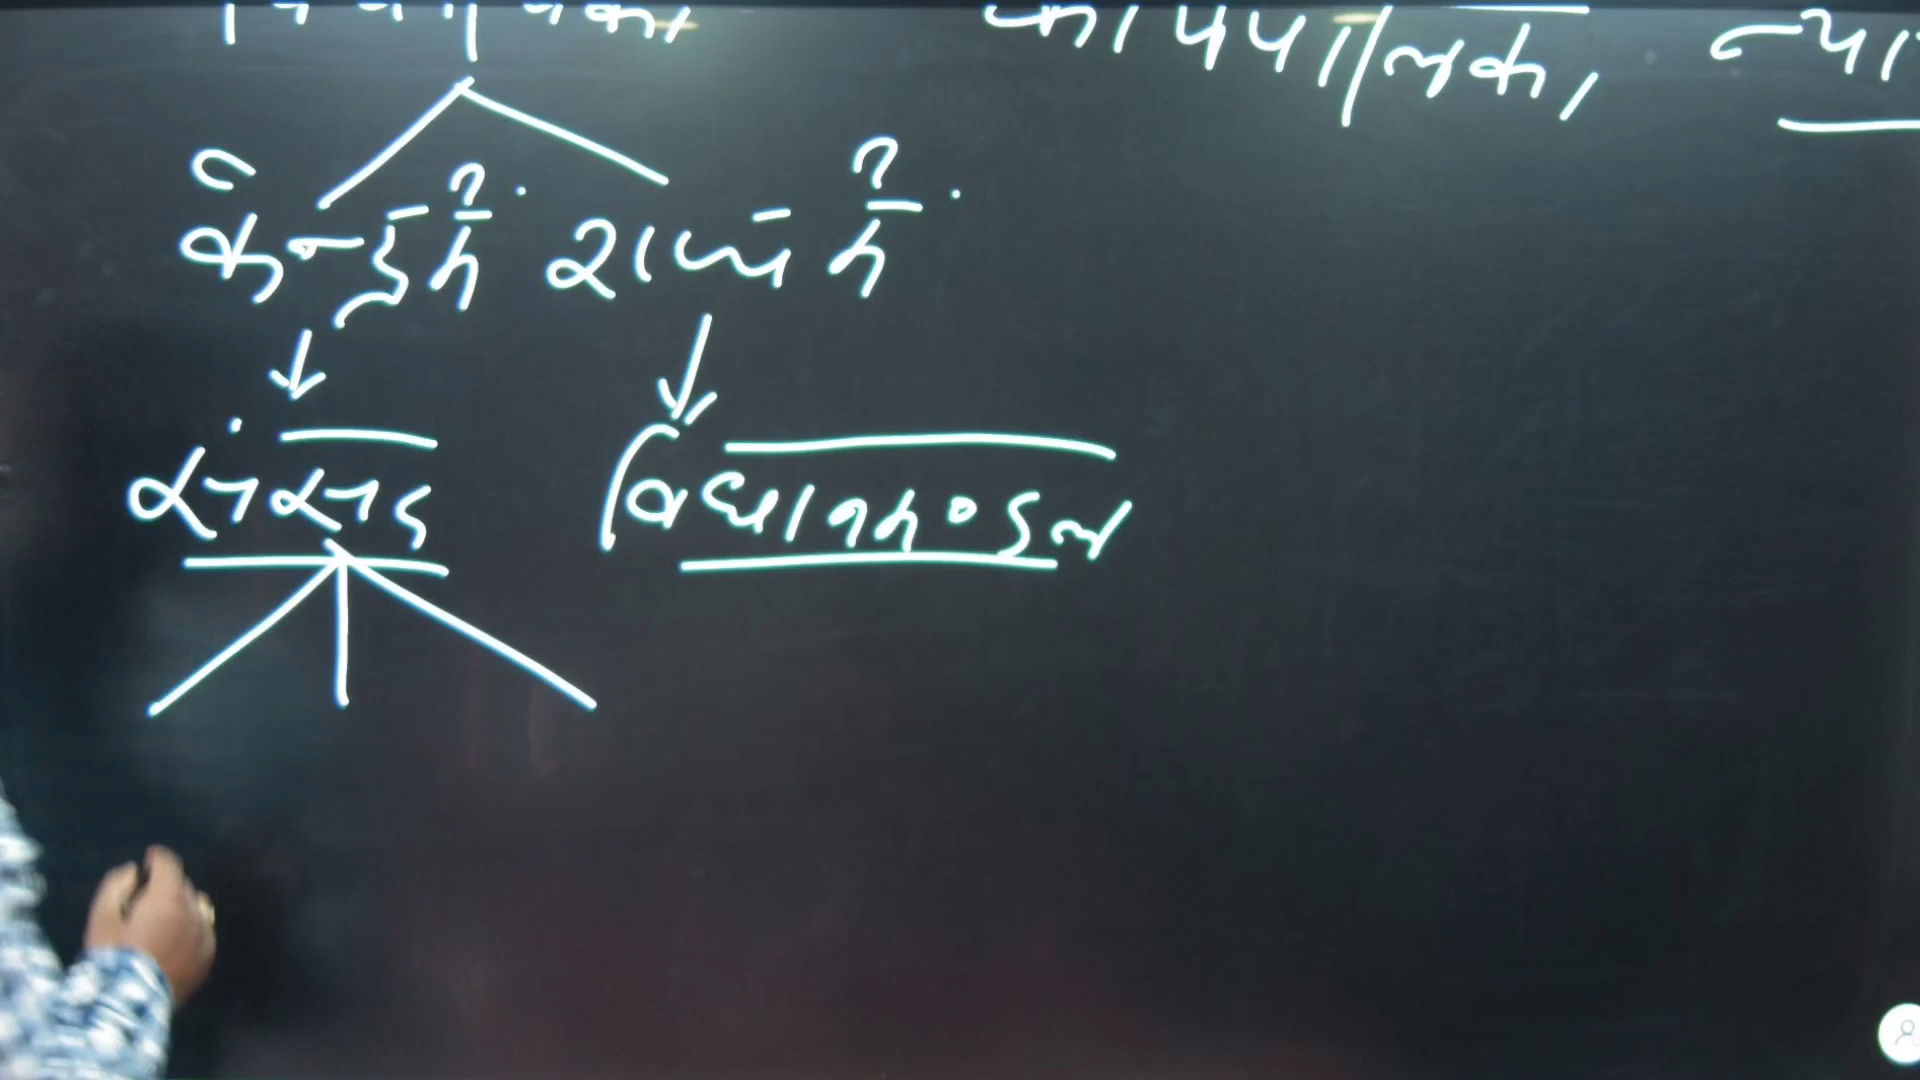 विधायिका कार्यपालिका न्या
केन्द्र में राज्य में
संसद विधानमण्डल